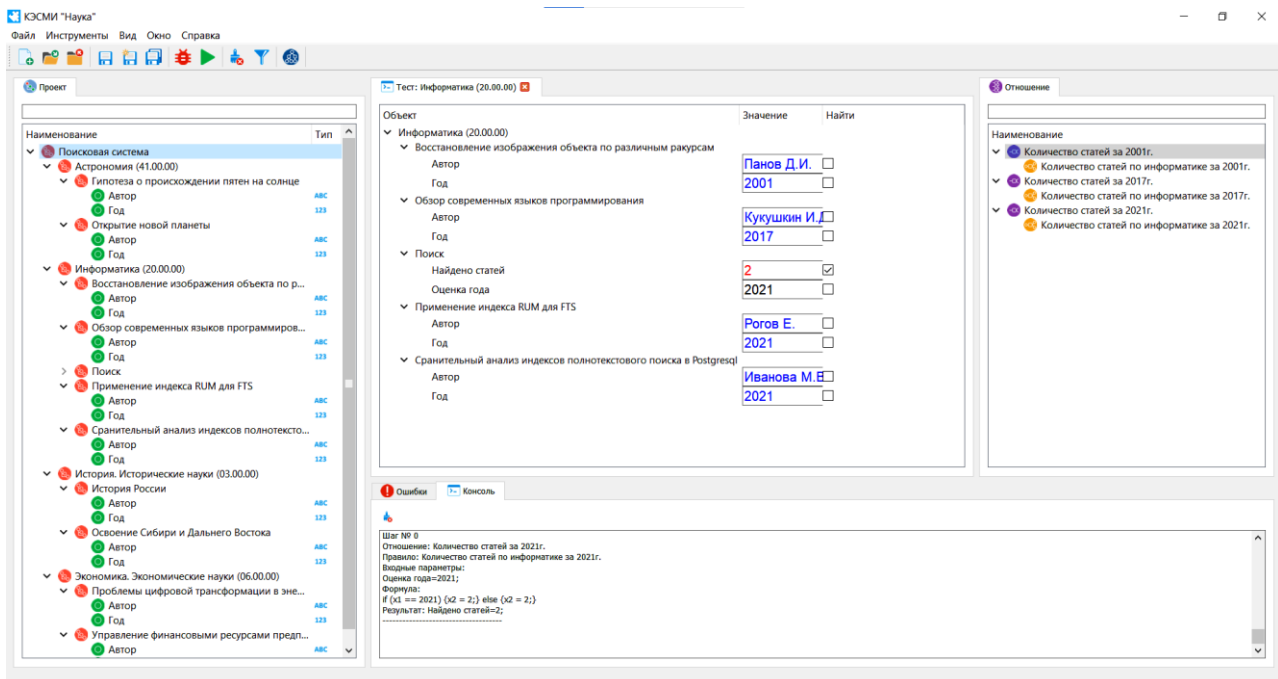 КЭСМИ "Наука"
Файл Инструменты Вид Окно Справка
Проект
Наименование Тип
Поисковая система
Астрономия (41.00.00)
Гипотеза о происхождении пятен на солнце
Автор ABC
Год 123
Открытие новой планеты
Автор ABC
Год 123
Информатика (20.00.00)
Восстановление изображения объекта по р...
Автор ABC
Год 123
Обзор современных языков программиров...
Автор ABC
Год 123
Поиск
Применение индекса RUM для FTS
Автор ABC
Год 123
Сранительный анализ индексов полнотексто...
Автор ABC
Год 123
История. Исторические науки (03.00.00)
История России
Автор ABC
Год 123
Освоение Сибири и Дальнего Востока
Автор ABC
Год 123
Экономика. Экономические науки (06.00.00)
Проблемы цифровой трансформации в эне...
Автор ABC
Год 123
Управление финансовыми ресурсами предп...
Автор ABC
Тест: Информатика (20.00.00)
Объект Значение Найти
Информатика (20.00.00)
Восстановление изображения объекта по различным ракурсам
Автор Панов Д.И.
Год 2001
Обзор современных языков программирования
Автор Кукушкин И.Д
Год 2017
Поиск
Найдено статей 2
Оценка года 2021
Применение индекса RUM для FTS
Автор Рогов Е.
Год 2021
Сранительный анализ индексов полнотекстового поиска в Postgresql
Автор Иванова М.В
Год 2021
Отношение
Наименование
Количество статей за 2001г.
Количество статей по информатике за 2001г.
Количество статей за 2017г.
Количество статей по информатике за 2017г.
Количество статей за 2021г.
Количество статей по информатике за 2021г.
Ошибки Консоль
Шаг № 0
Отношение: Количество статей за 2021г.
Правило: Количество статей по информатике за 2021г.
Входные параметры:
Оценка года=2021;
Формула:
if (x1 == 2021) {x2 = 2;} else {x2 = 2;}
Результат: Найдено статей=2;
------------------------------------